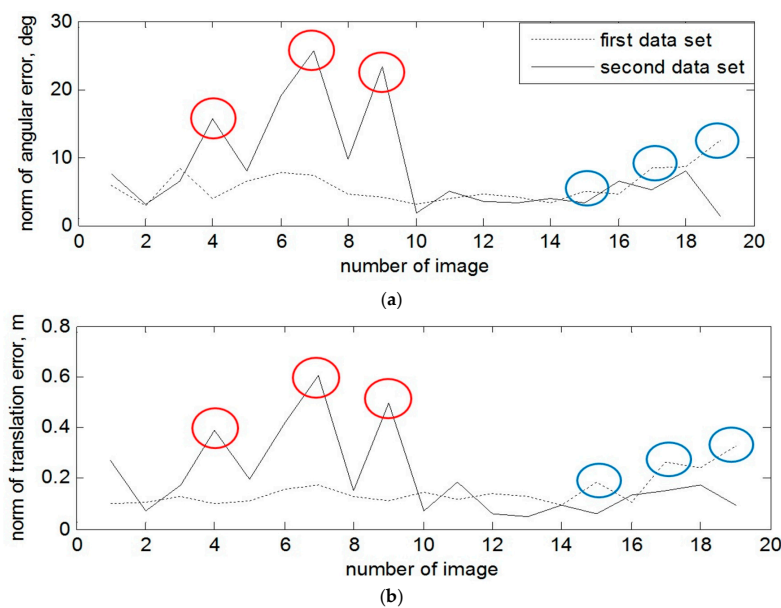 30
20
10
0
norm of angular error, deg
first data set
second data set
0 2 4 6 8 10 12 14 16 18 20
number of image
(a)
0.8
0.6
0.4
0.2
0
norm of translation error, m
0 2 4 6 8 10 12 14 16 18 20
number of image
(b)